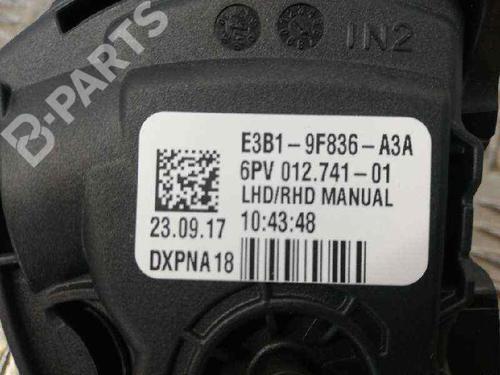 IN2
B-PARTS
E3B1-9F836-A3A
6PV 012.741-01
LHD/RHD MANUAL
23.09.17 10:43:48
DXPNA18